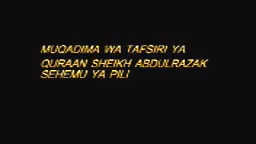 MUQADIMA WA TAFSIRI YA
QURAAN SHEIKH ABDULRAZAK
SEHEMU YA PILI